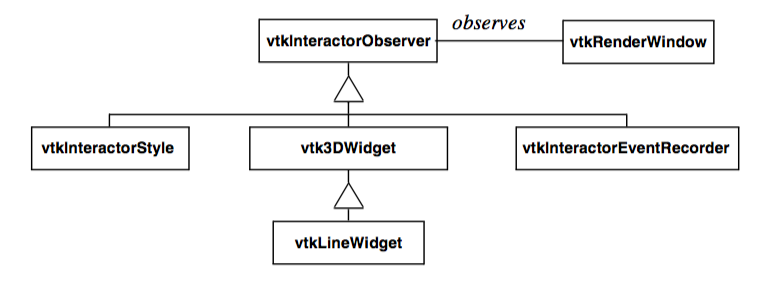 observes
vtkInteractorObserver
vtkRenderWindow
vtkInteractorStyle
vtk3DWidget
vtkInteractorEventRecorder
vtkLineWidget